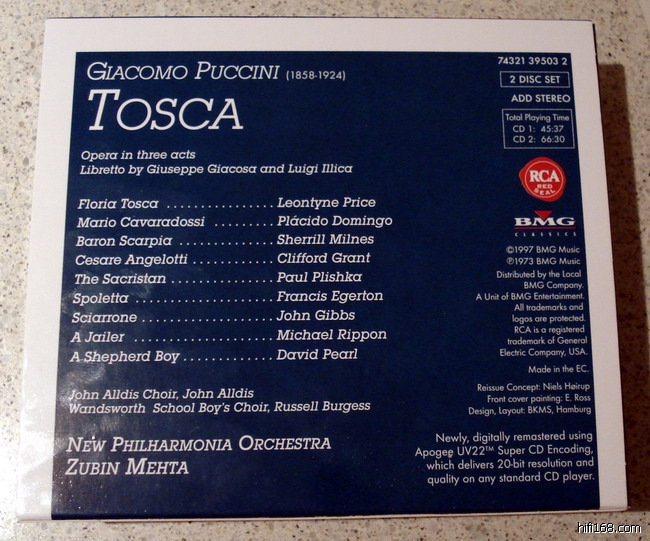 GIACOMO PUCCINI (1858-1924)
TOSCA
Opera in three acts
Libretto by Giuseppe Giacosa and Luigi Illica
Floria Tosca ................ Leontyne Price
Mario Cavaradossi ......... Plácido Domingo
Baron Scarpia .............. Sherrill Milnes
Cesare Angelotti ............ Clifford Grant
The Sacristan ............... Paul Plishka
Spoletta ..................... Francis Egerton
Sciarrone .................... John Gibbs
A Jailer ...................... Michael Rippon
A Shepherd Boy ............. David Pearl
John Alldis Choir, John Alldis
Wandsworth School Boy's Choir, Russell Burgess
NEW PHILHARMONIA ORCHESTRA
ZUBIN MEHTA
74321 39503 2
2 DISC SET
ADD STEREO
Total Playing Time
CD 1: 45:37
CD 2: 66:30
RCA
RED SEAL
BMG
CLASSICS
©1997 BMG Music
℗1973 BMG Music
Distributed by the Local
BMG Company.
A Unit of BMG Entertainment.
All trademarks and
logos are protected.
RCA is a registered
trademark of General
Electric Company, USA.
Made in the EC.
Reissue Concept: Niels Høirup
Front cover painting: E. Ross
Design, Layout: BKMS, Hamburg
Newly, digitally remastered using
Apogee UV22™ Super CD Encoding,
which delivers 20-bit resolution and
quality on any standard CD player.
hifi168.com